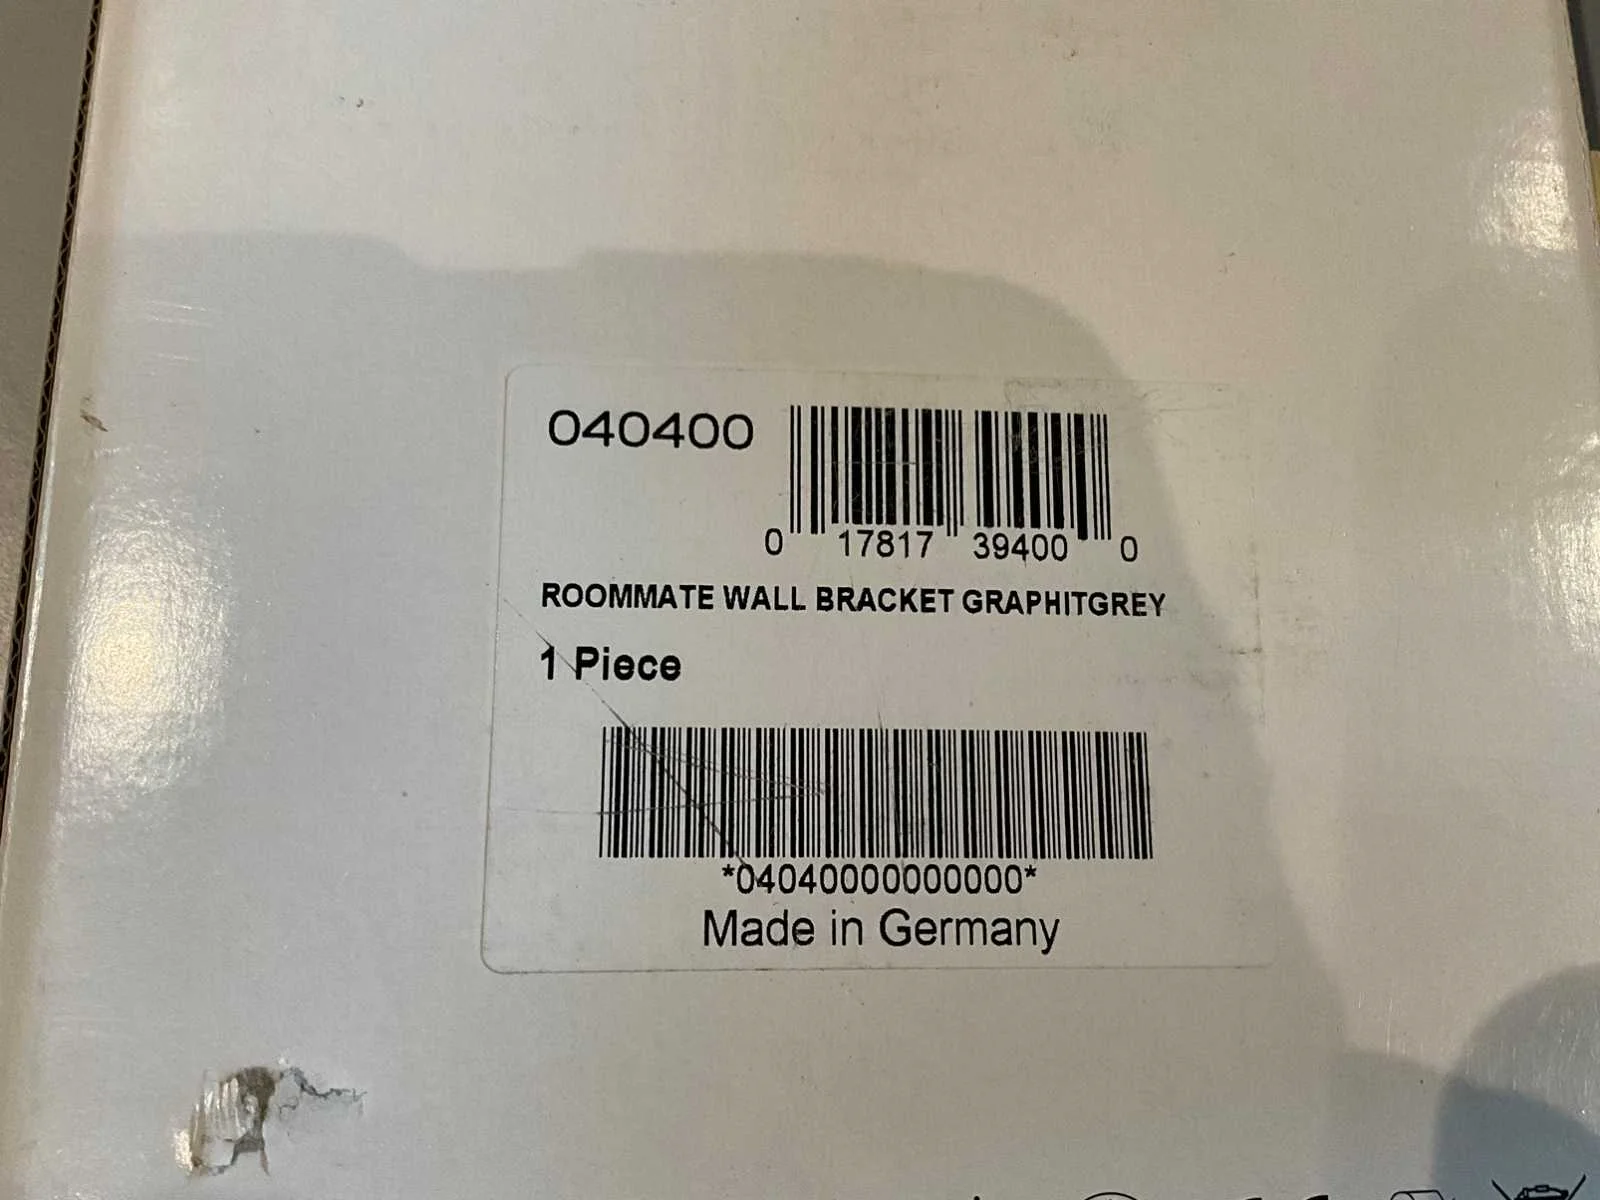 040400
0 17817 39400 0
ROOMMATE WALL BRACKET GRAPHITGREY
1 Piece
*04040000000000*
Made in Germany